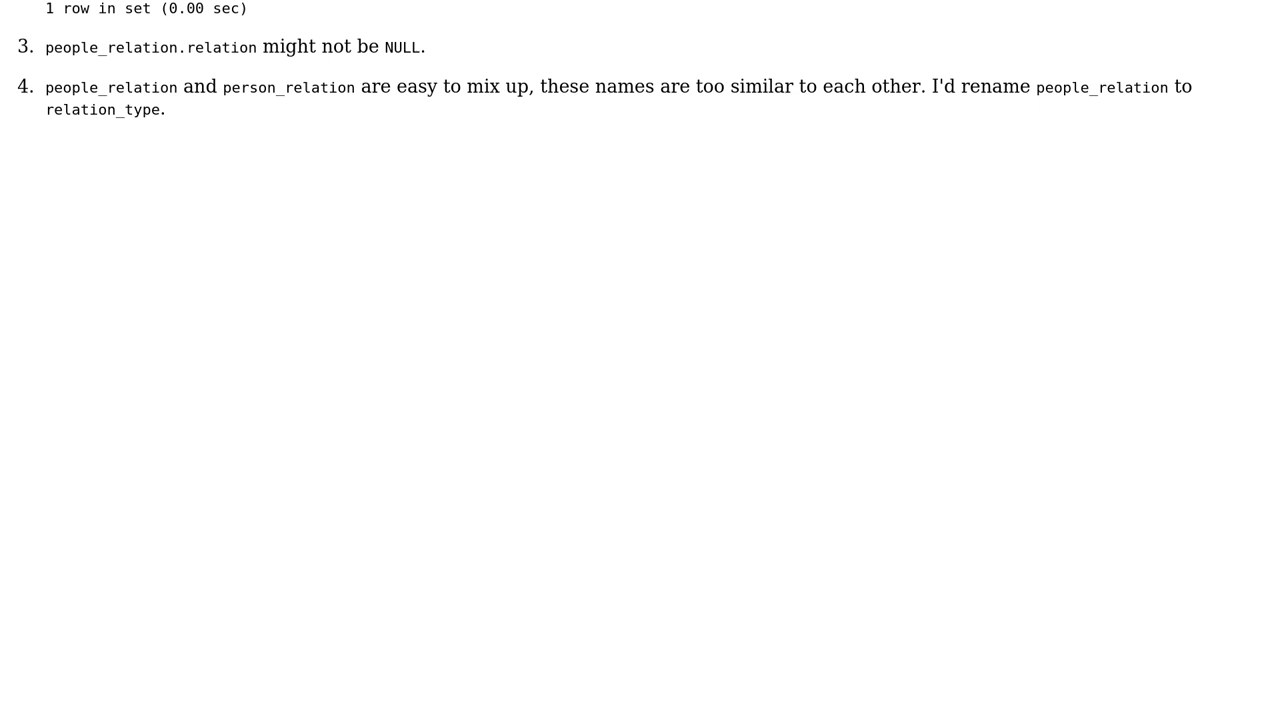 1 row in set (0.00 sec)
3. people_relation.relation might not be NULL.
4. people_relation and person_relation are easy to mix up, these names are too similar to each other. I'd rename people_relation to
relation_type.